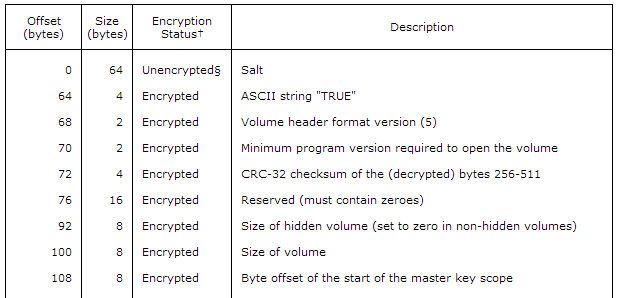 Offset (bytes) Size (bytes) Encryption Status† Description
0 64 Unencrypted§ Salt
64 4 Encrypted ASCII string "TRUE"
68 2 Encrypted Volume header format version (5)
70 2 Encrypted Minimum program version required to open the volume
72 4 Encrypted CRC-32 checksum of the (decrypted) bytes 256-511
76 16 Encrypted Reserved (must contain zeroes)
92 8 Encrypted Size of hidden volume (set to zero in non-hidden volumes)
100 8 Encrypted Size of volume
108 8 Encrypted Byte offset of the start of the master key scope